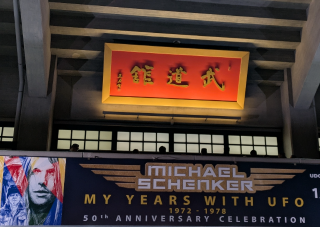 武道館
MICHAEL
SCHENKER
MY YEARS WITH UFO
1972 - 1978
50th ANNIVERSARY CELEBRATION